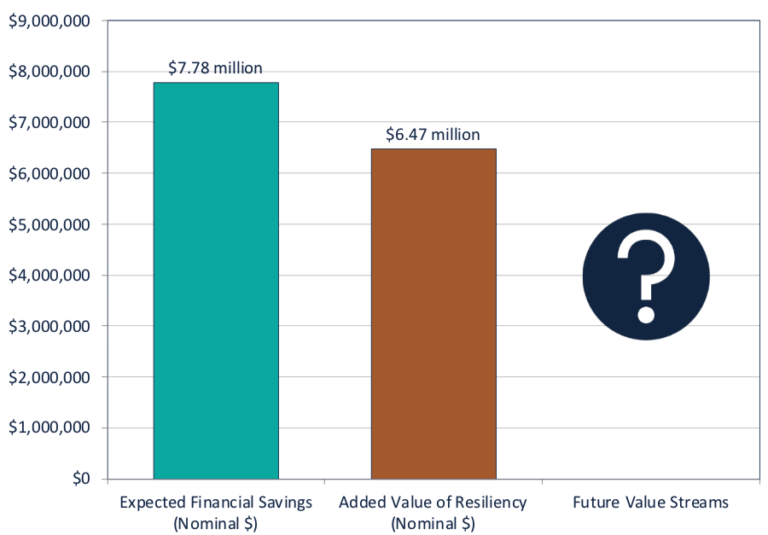 $9,000,000
$8,000,000
$7,000,000
$6,000,000
$5,000,000
$4,000,000
$3,000,000
$2,000,000
$1,000,000
$0
$7.78 million
$6.47 million
?
Expected Financial Savings
(Nominal $)
Added Value of Resiliency
(Nominal $)
Future Value Streams